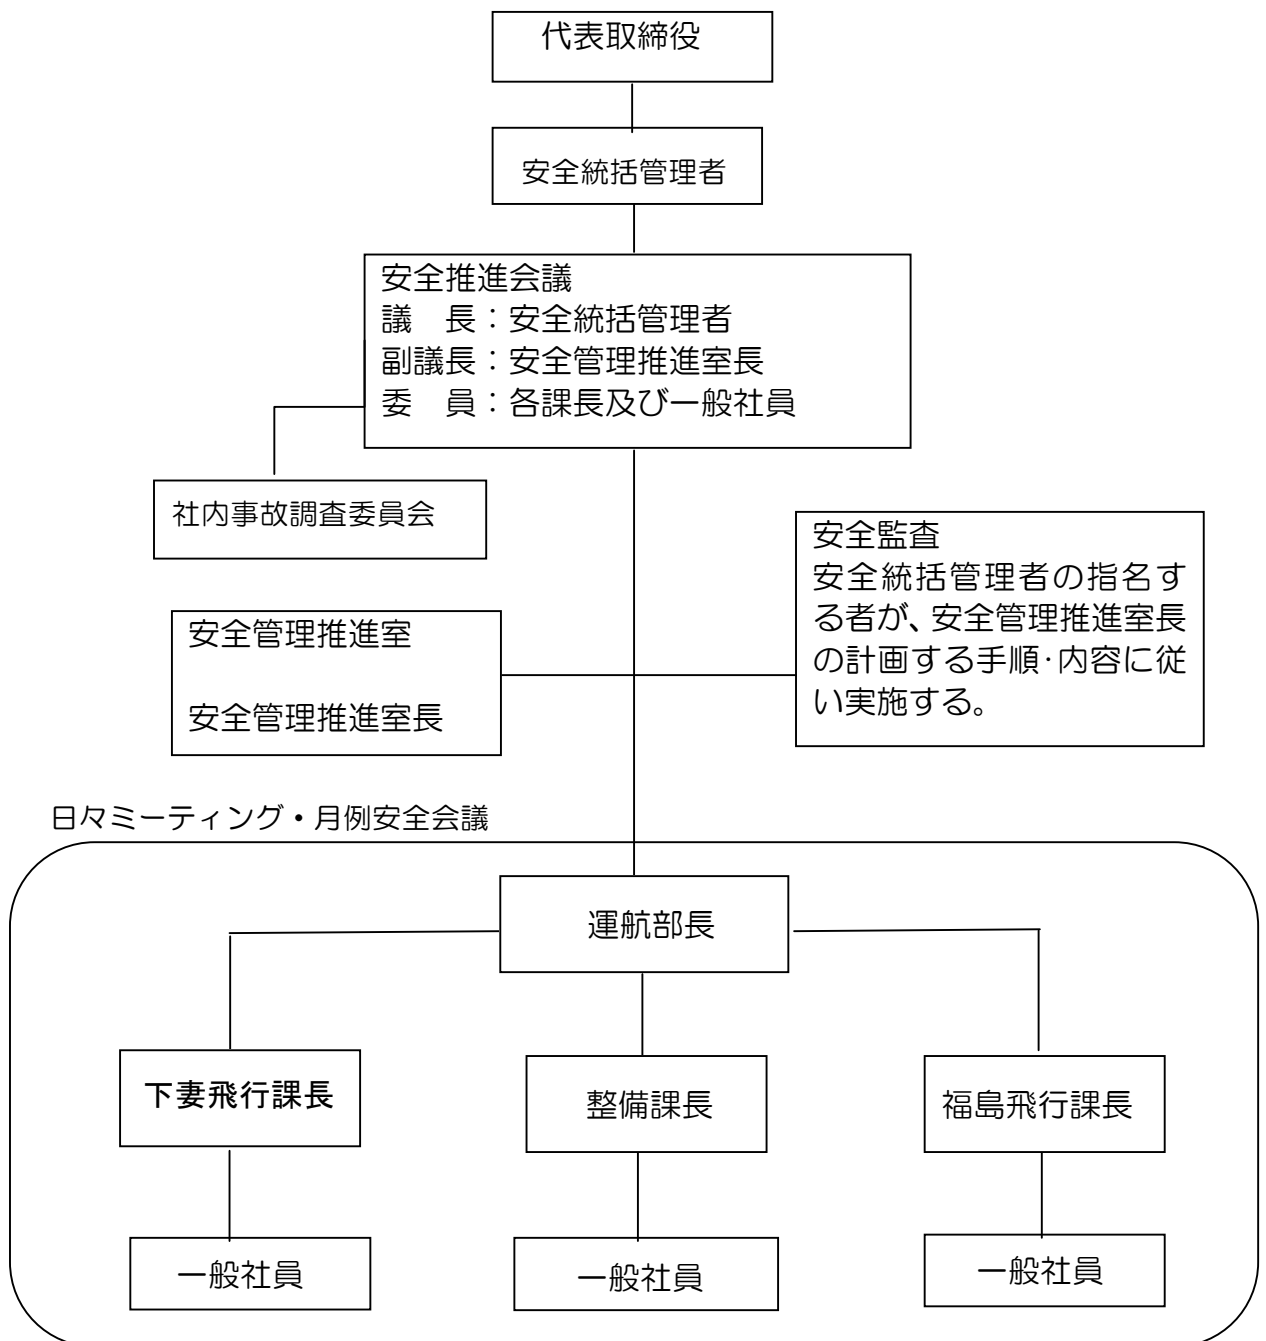 代表取締役
安全統括管理者
安全推進会議
議　長：安全統括管理者
副議長：安全管理推進室長
委　員：各課長及び一般社員
社内事故調査委員会
安全監査
安全統括管理者の指名す
る者が、安全管理推進室長
の計画する手順・内容に従
い実施する。
安全管理推進室
安全管理推進室長
日々ミーティング・月例安全会議
運航部長
下妻飛行課長
整備課長
福島飛行課長
一般社員
一般社員
一般社員